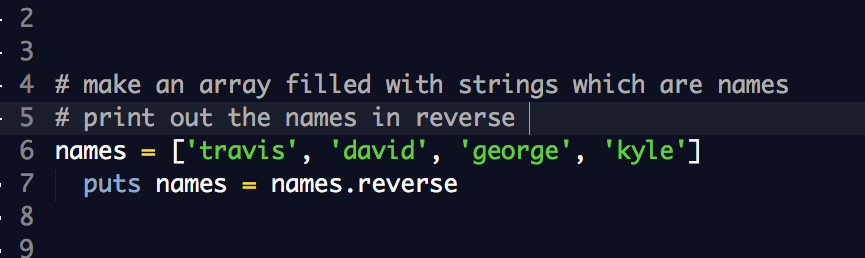 2
3
4 # make an array filled with strings which are names
5 # print out the names in reverse
6 names = ['travis', 'david', 'george', 'kyle']
7   puts names = names.reverse
8
9